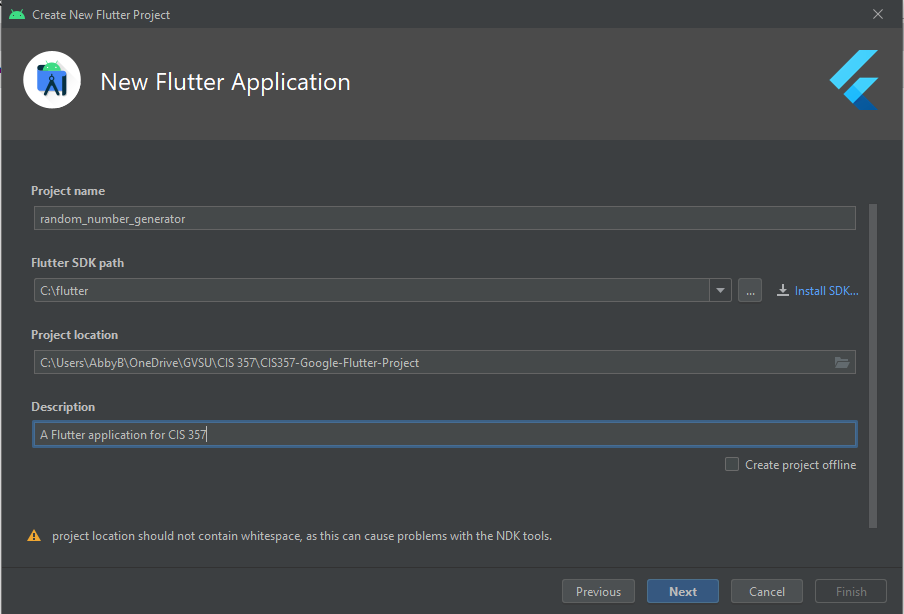 Create New Flutter Project
New Flutter Application
Project name
random_number_generator
Flutter SDK path
C:\flutter
...
Install SDK...
Project location
C:\Users\AbbyB\OneDrive\GVSU\CIS 357\CIS357-Google-Flutter-Project
Description
A Flutter application for CIS 357
Create project offline
project location should not contain whitespace, as this can cause problems with the NDK tools.
Previous Next Cancel Finish